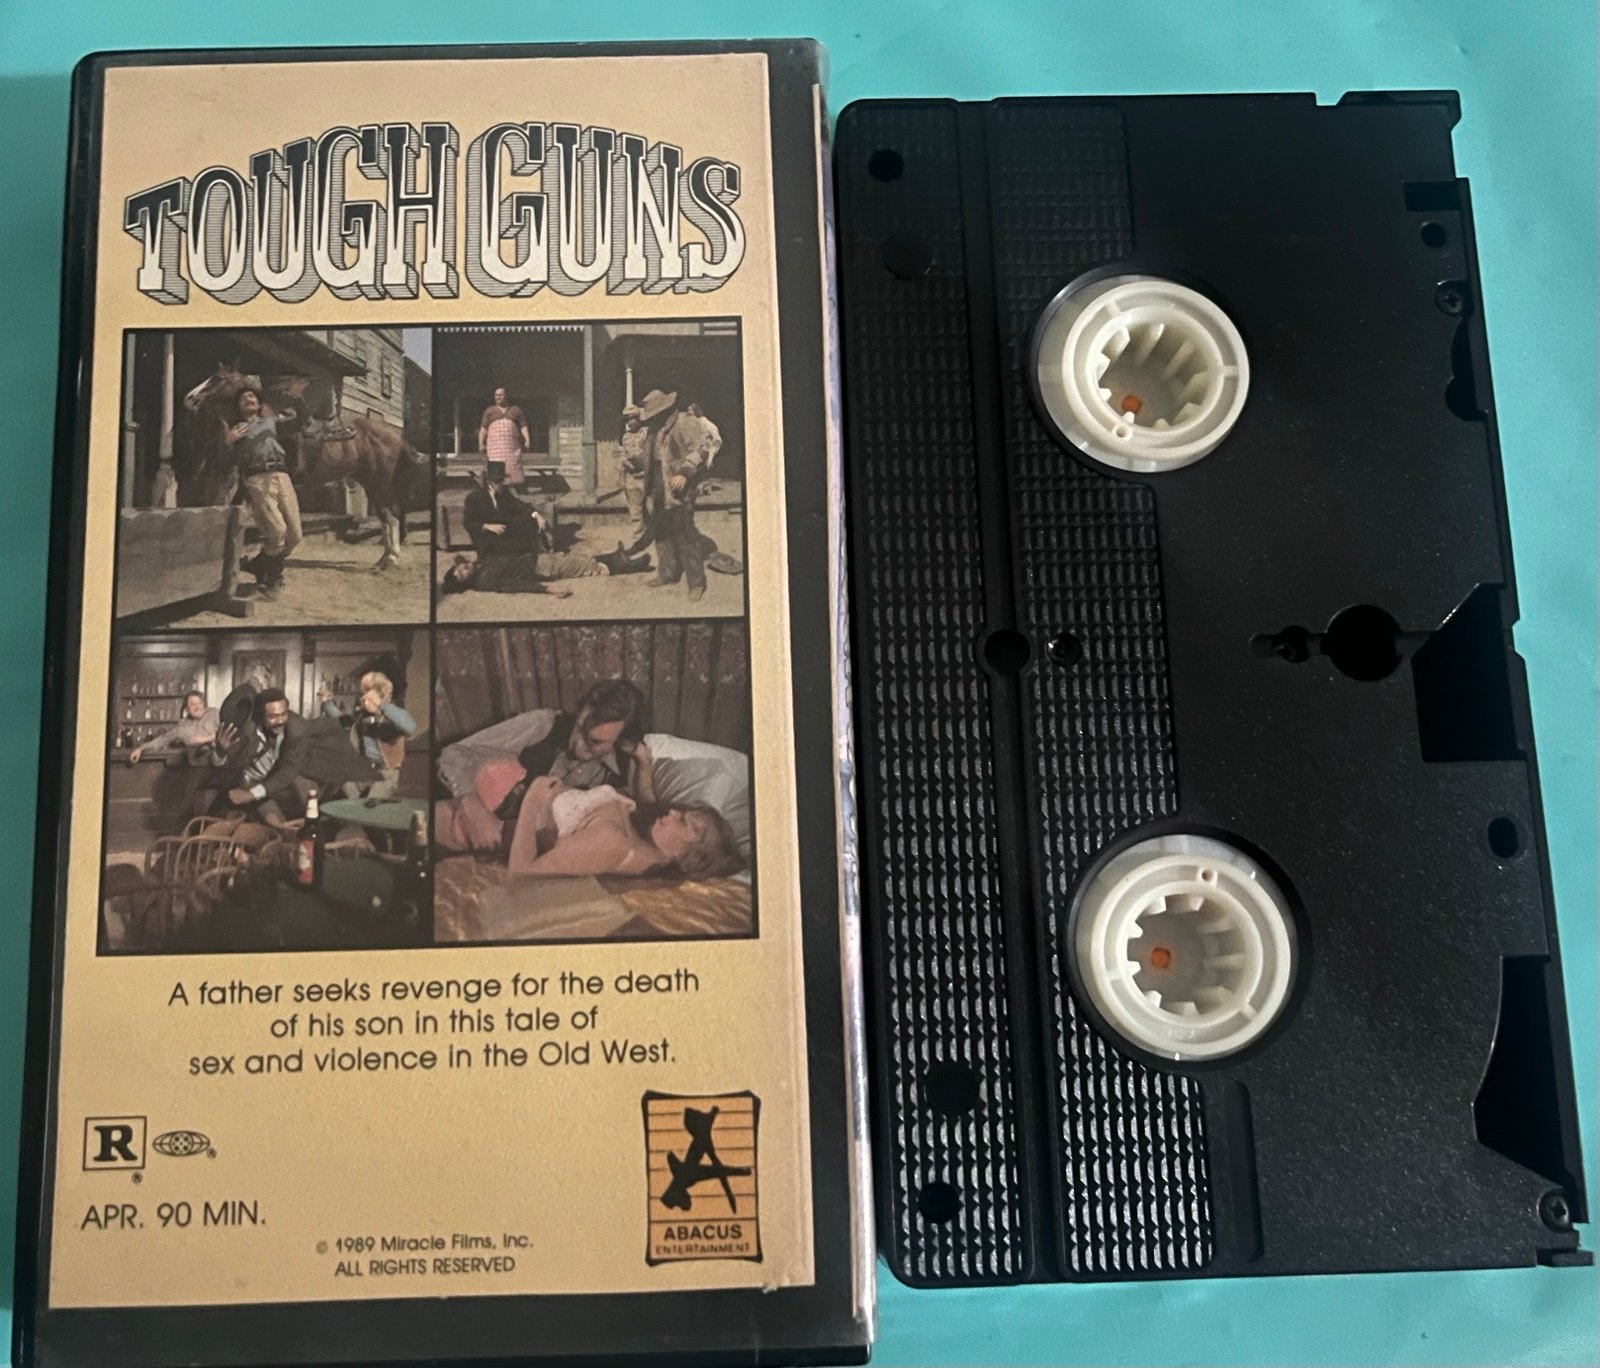 TOUGH GUNS
A father seeks revenge for the death
of his son in this tale of
sex and violence in the Old West.
R
®
®
APR. 90 MIN.
© 1989 Miracle Films, Inc.
ALL RIGHTS RESERVED
ABACUS
ENTERTAINMENT